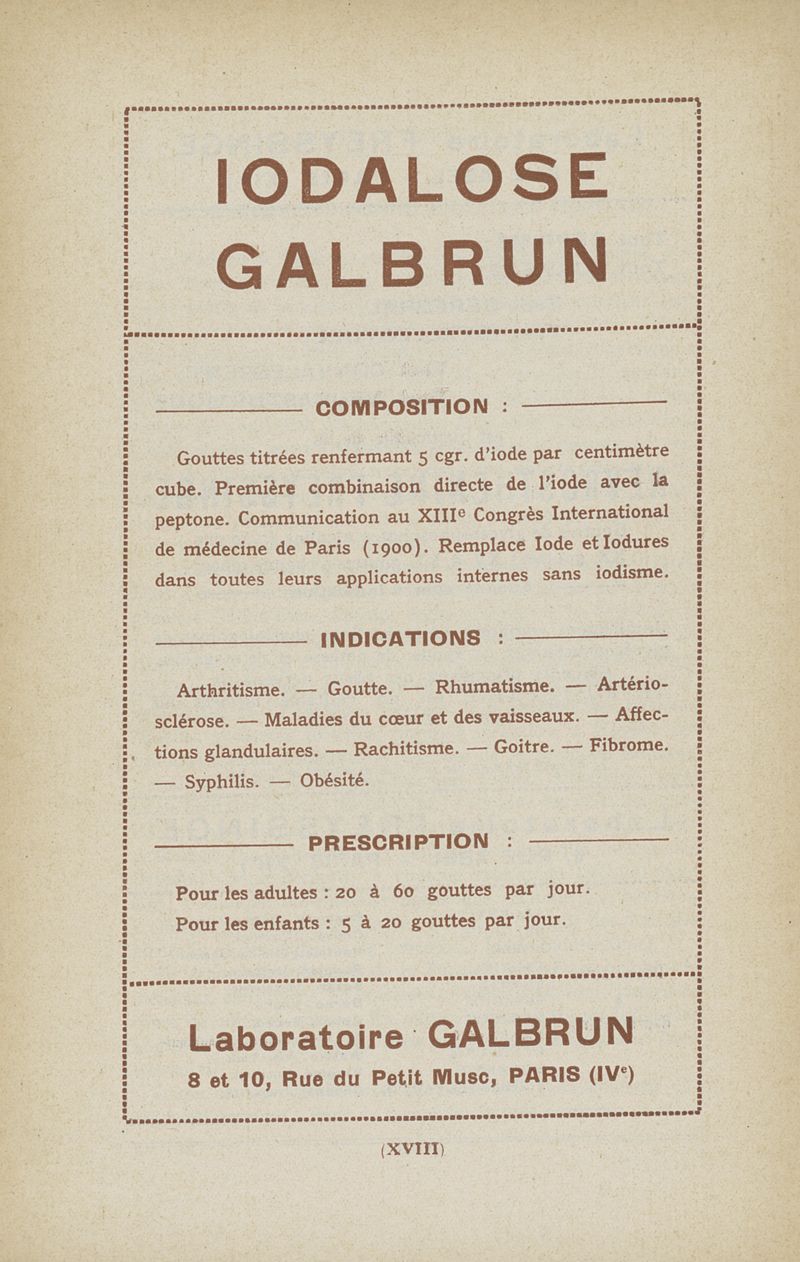 IODALOSE
GALBRUN
COMPOSITION :
Gouttes titrées renfermant 5 cgr. d'iode par centimètre
cube. Première combinaison directe de l'iode avec la
peptone. Communication au XIIIe Congrès International
de médecine de Paris (1900). Remplace Iode et Iodures
dans toutes leurs applications internes sans iodisme.
INDICATIONS :
Arthritisme. — Goutte. — Rhumatisme. — Artério-
sclérose. — Maladies du cœur et des vaisseaux. — Affec-
tions glandulaires. — Rachitisme. — Goitre. — Fibrome.
— Syphilis. — Obésité.
PRESCRIPTION :
Pour les adultes : 20 à 60 gouttes par jour.
Pour les enfants : 5 à 20 gouttes par jour.
Laboratoire GALBRUN
8 et 10, Rue du Petit Musc, PARIS (IVe)
(XVIII)